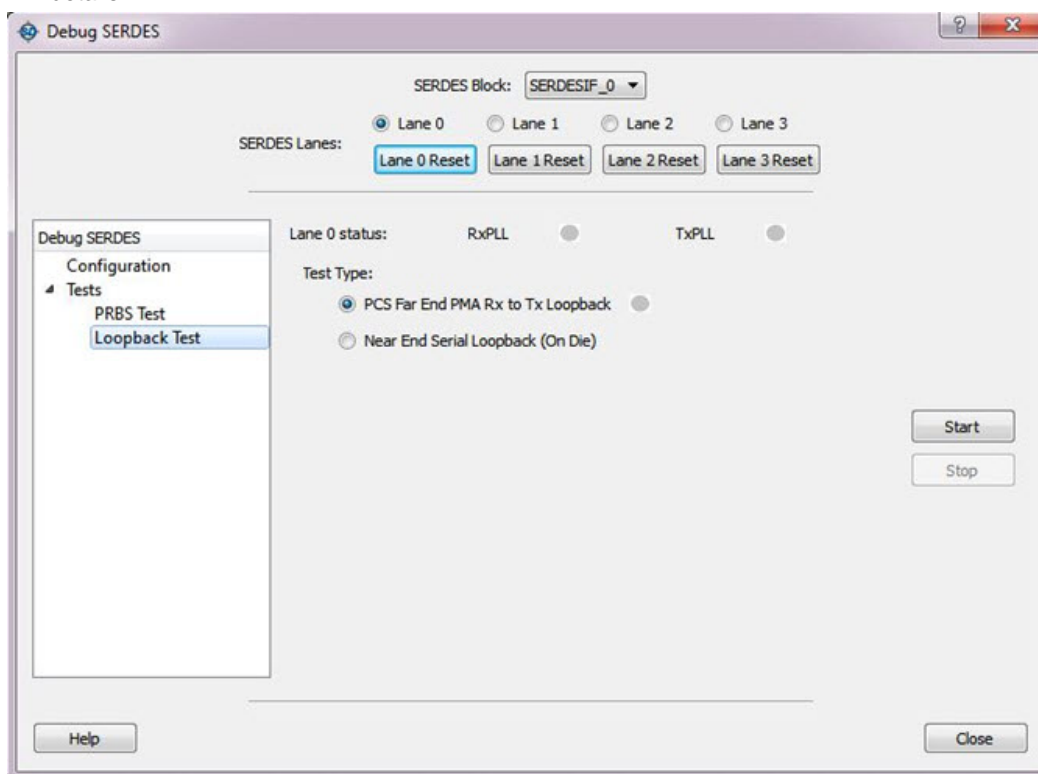 Debug SERDES
SERDES Block: SERDESIF_0
SERDES Lanes:
Lane 0 Lane 1 Lane 2 Lane 3
Lane 0 Reset Lane 1 Reset Lane 2 Reset Lane 3 Reset
Debug SERDES
Configuration
Tests
PRBS Test
Loopback Test
Lane 0 status: RxPLL TxPLL
Test Type:
PCS Far End PMA Rx to Tx Loopback
Near End Serial Loopback (On Die)
Start
Stop
Help
Close